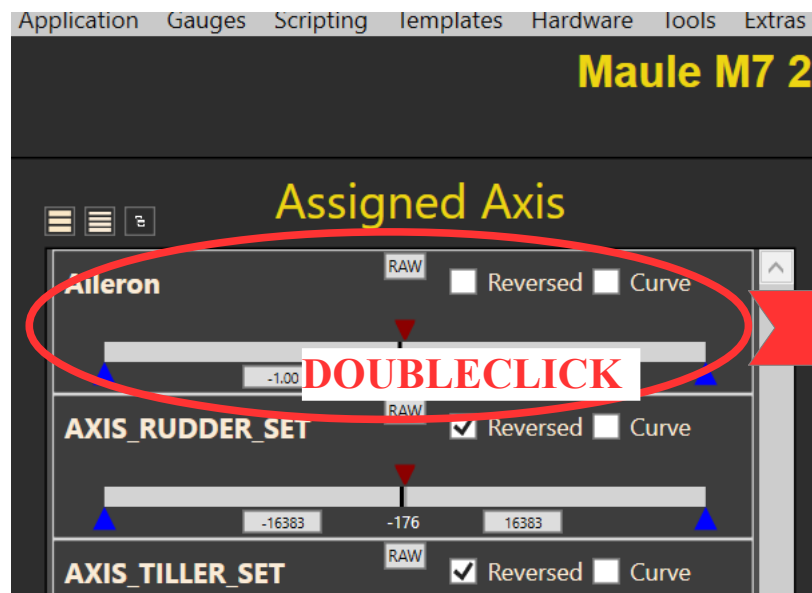 Application Gauges Scripting Templates Hardware Tools Extras
Maule M7 2
Assigned Axis
Aileron RAW Reversed Curve
-1.00 DOUBLECLICK
AXIS_RUDDER_SET RAW Reversed Curve
-16383 -176 16383
AXIS_TILLER_SET RAW Reversed Curve